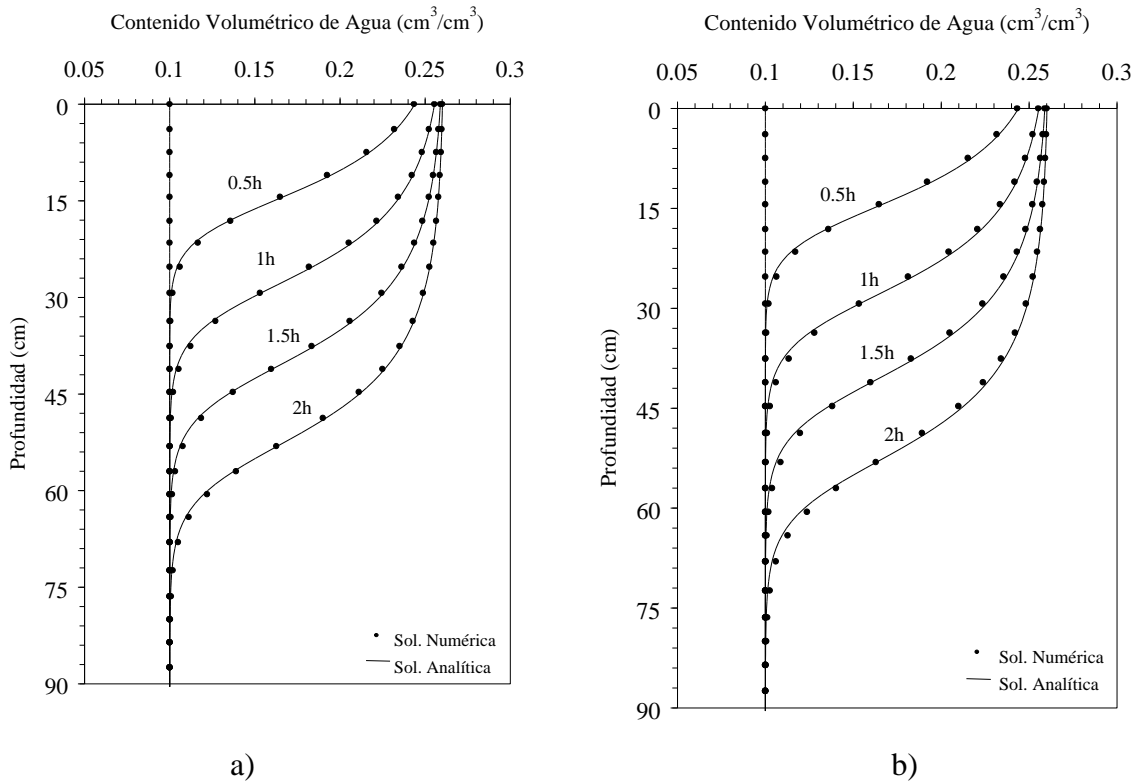 Contenido Volumétrico de Agua (cm³/cm³)
0.05 0.1 0.15 0.2 0.25 0.3
0
15
30
45
60
75
90
Profundidad (cm)
0.5h
1h
1.5h
2h
Sol. Numérica
Sol. Analítica
a)
Contenido Volumétrico de Agua (cm³/cm³)
0.05 0.1 0.15 0.2 0.25 0.3
0
15
30
45
60
75
90
Profundidad (cm)
0.5h
1h
1.5h
2h
Sol. Numérica
Sol. Analítica
b)